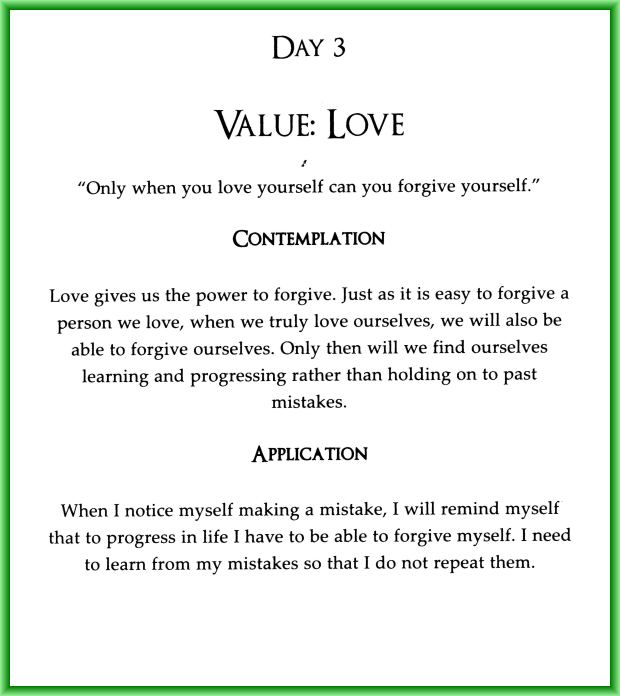 Day 3
Value: Love
“Only when you love yourself can you forgive yourself.”
Contemplation
Love gives us the power to forgive. Just as it is easy to forgive a
person we love, when we truly love ourselves, we will also be
able to forgive ourselves. Only then will we find ourselves
learning and progressing rather than holding on to past
mistakes.
Application
When I notice myself making a mistake, I will remind myself
that to progress in life I have to be able to forgive myself. I need
to learn from my mistakes so that I do not repeat them.